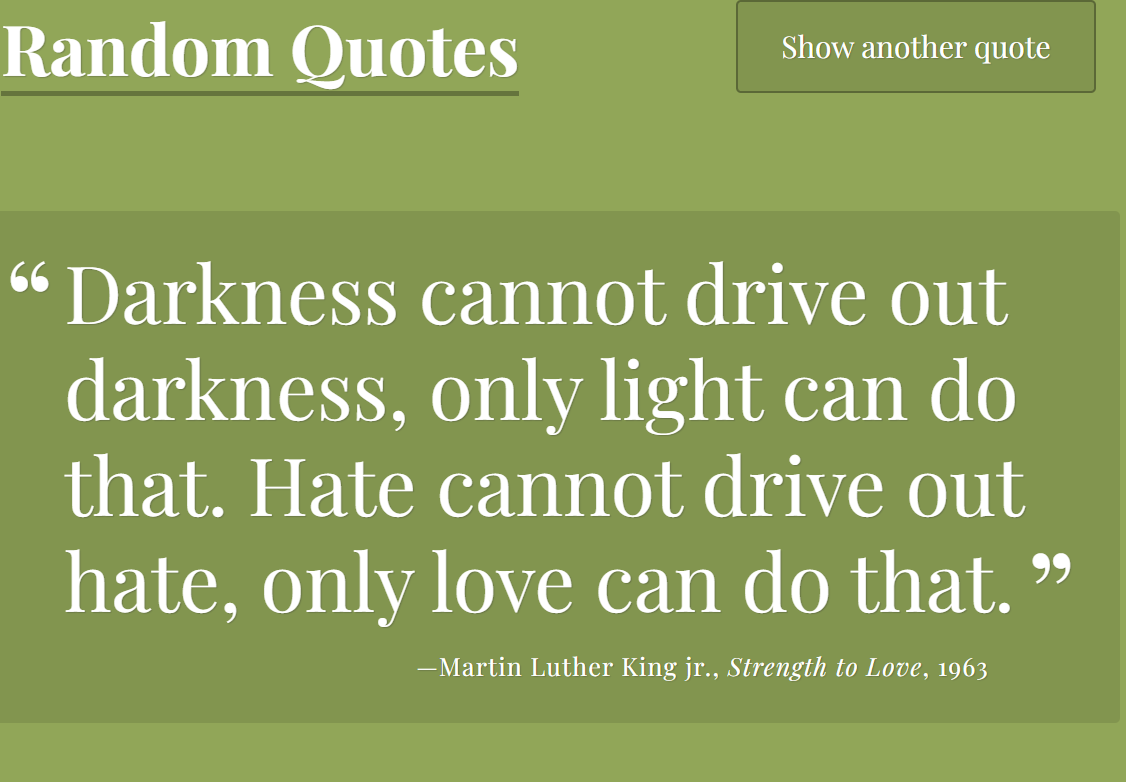 Random Quotes
Show another quote
“ Darkness cannot drive out
darkness, only light can do
that. Hate cannot drive out
hate, only love can do that. ”
—Martin Luther King jr., Strength to Love, 1963